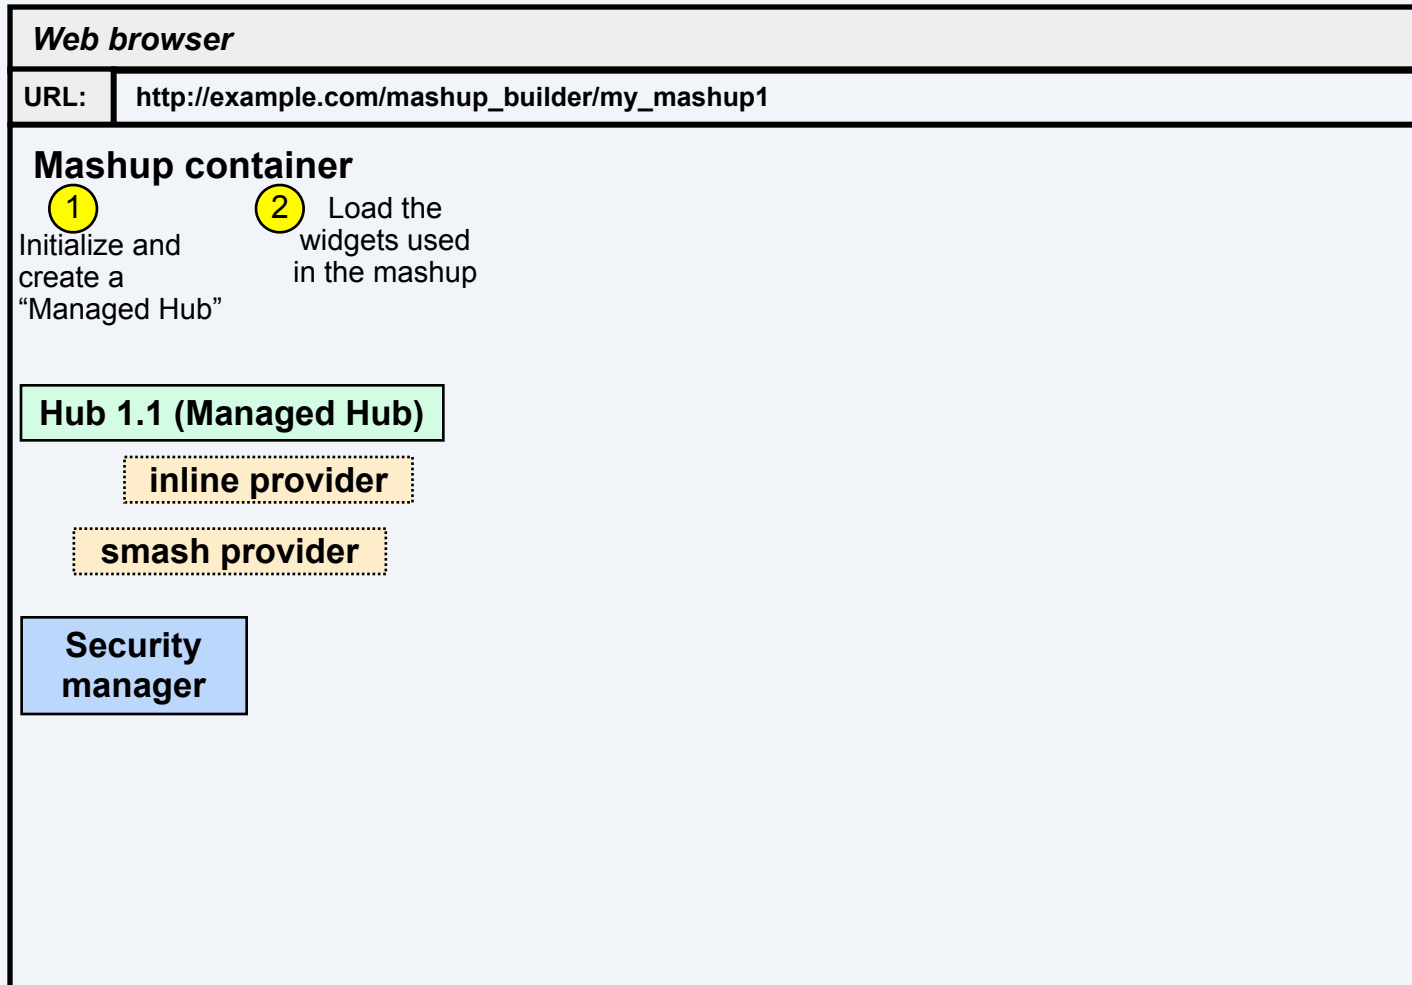 Web browser
URL:
http://example.com/mashup_builder/my_mashup1
Mashup container
1
Initialize and
create a
“Managed Hub”
2
Load the
widgets used
in the mashup
Hub 1.1 (Managed Hub)
inline provider
smash provider
Security
manager